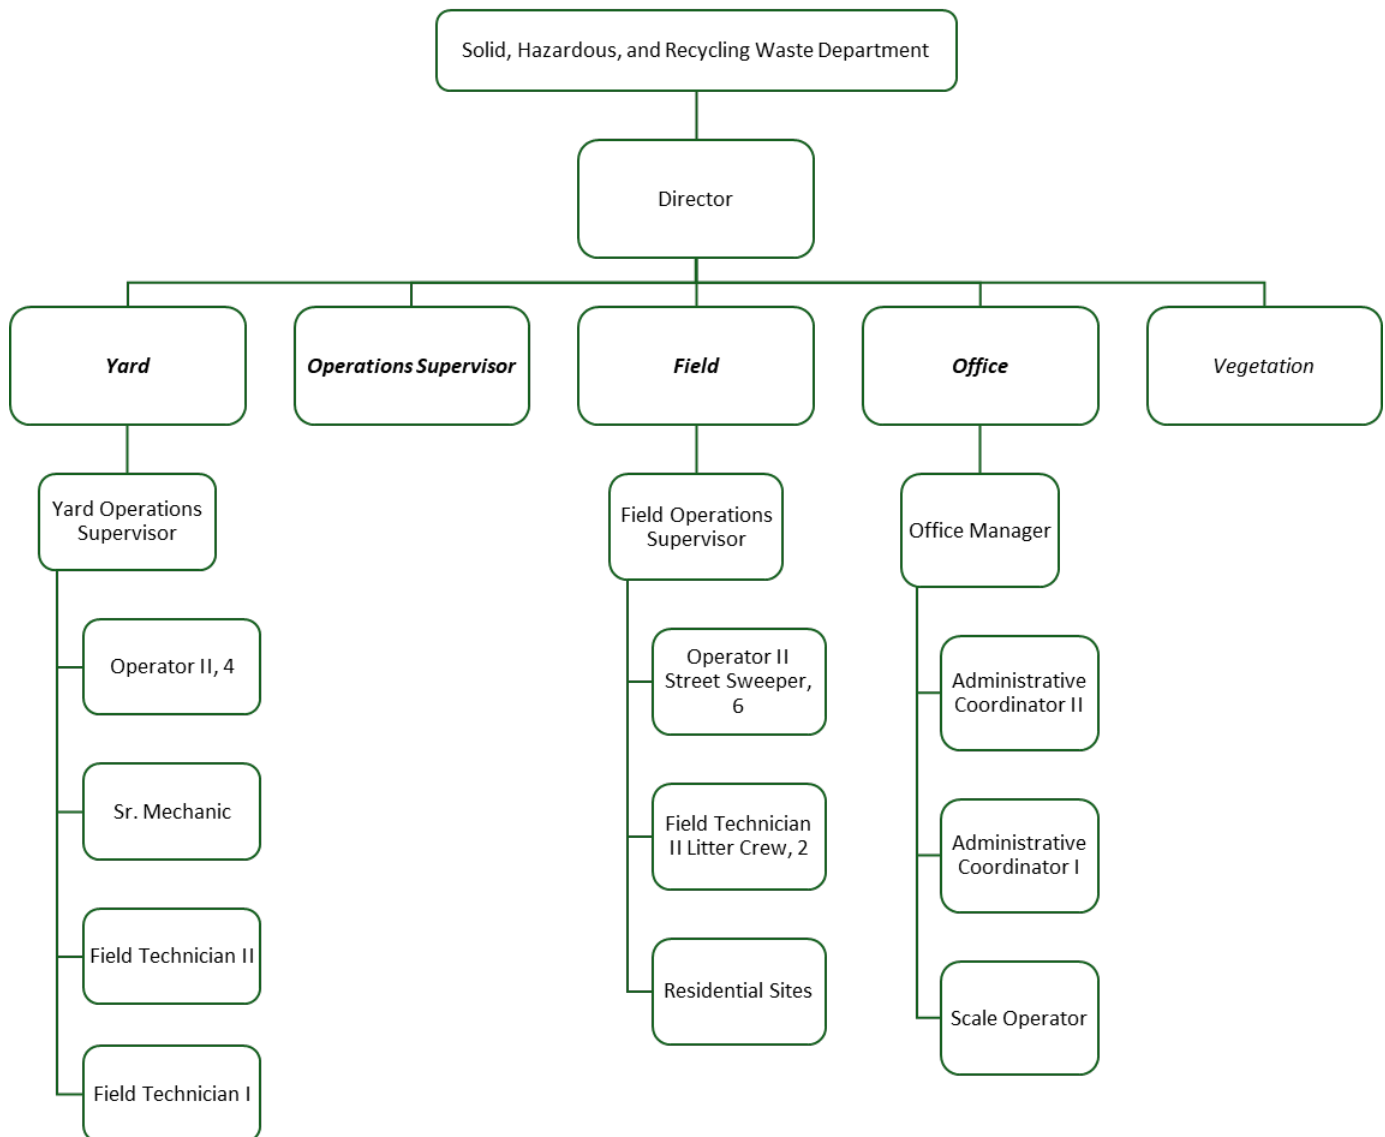 Solid, Hazardous, and Recycling Waste Department
Director
Yard
Operations Supervisor
Field
Office
Vegetation
Yard Operations
Supervisor
Operator II, 4
Sr. Mechanic
Field Technician II
Field Technician I
Field Operations
Supervisor
Operator II
Street Sweeper,
6
Field Technician
II Litter Crew, 2
Residential Sites
Office Manager
Administrative
Coordinator II
Administrative
Coordinator I
Scale Operator